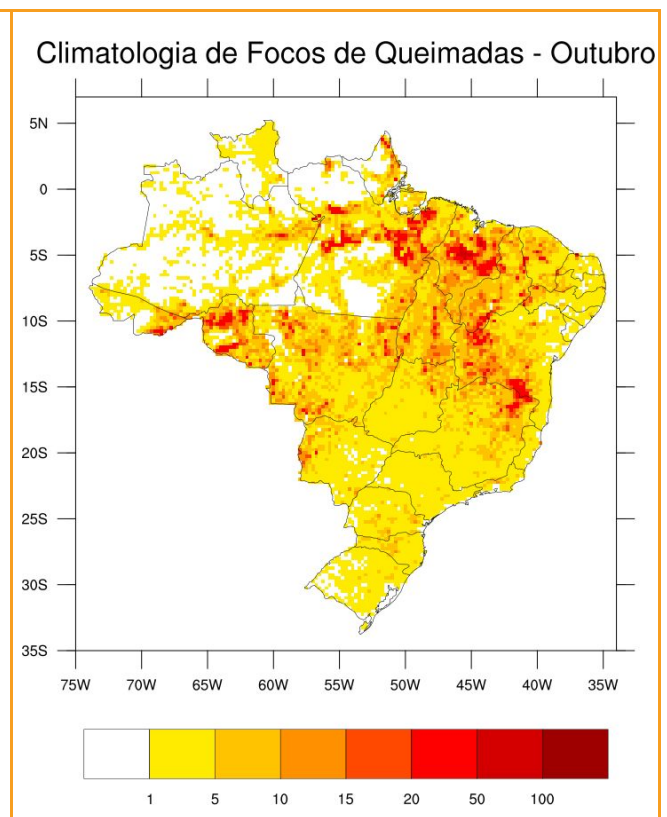 Climatologia de Focos de Queimadas - Outubro
5N
0
5S
10S
15S
20S
25S
30S
35S
75W 70W 65W 60W 55W 50W 45W 40W 35W
1 5 10 15 20 50 100